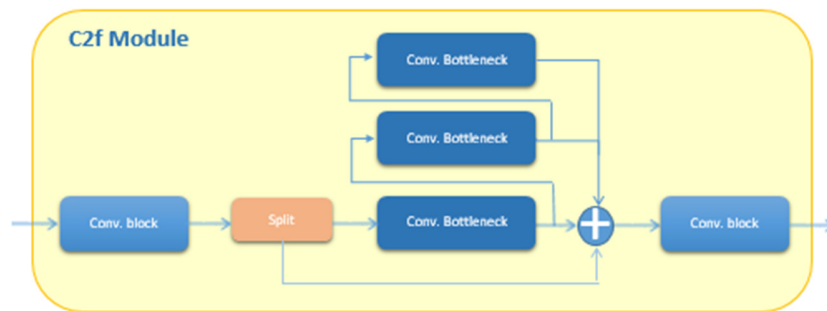 C2f Module
Conv. Bottleneck
Conv. Bottleneck
Conv. block
Split
Conv. Bottleneck
Conv. block